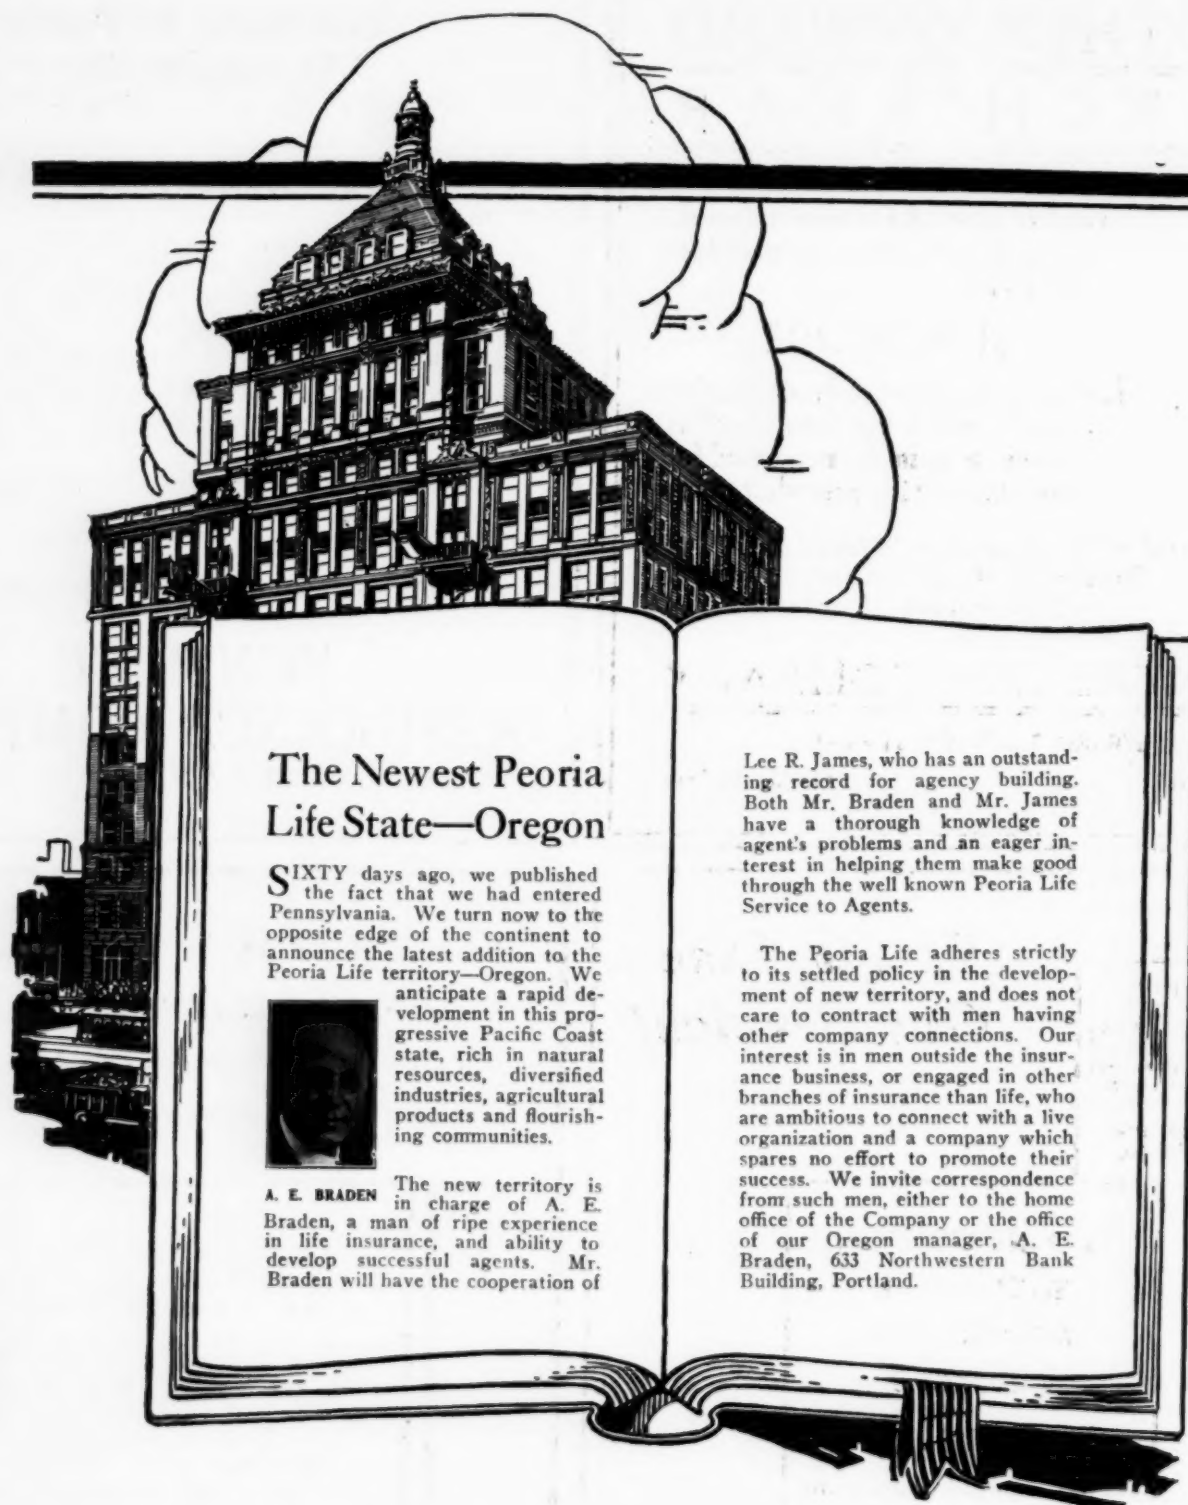 The Newest Peoria
Life State—Oregon
SIXTY days ago, we published
the fact that we had entered
Pennsylvania. We turn now to the
opposite edge of the continent to
announce the latest addition to the
Peoria Life territory—Oregon. We
anticipate a rapid de-
velopment in this pro-
gressive Pacific Coast
state, rich in natural
resources, diversified
industries, agricultural
products and flourish-
ing communities.
A. E. BRADEN
The new territory is
in charge of A. E.
Braden, a man of ripe experience
in life insurance, and ability to
develop successful agents. Mr.
Braden will have the cooperation of
Lee R. James, who has an outstand-
ing record for agency building.
Both Mr. Braden and Mr. James
have a thorough knowledge of
agent's problems and an eager in-
terest in helping them make good
through the well known Peoria Life
Service to Agents.
The Peoria Life adheres strictly
to its settled policy in the develop-
ment of new territory, and does not
care to contract with men having
other company connections. Our
interest is in men outside the insur-
ance business, or engaged in other
branches of insurance than life, who
are ambitious to connect with a live
organization and a company which
spares no effort to promote their
success. We invite correspondence
from such men, either to the home
office of the Company or the office
of our Oregon manager, A. E.
Braden, 633 Northwestern Bank
Building, Portland.